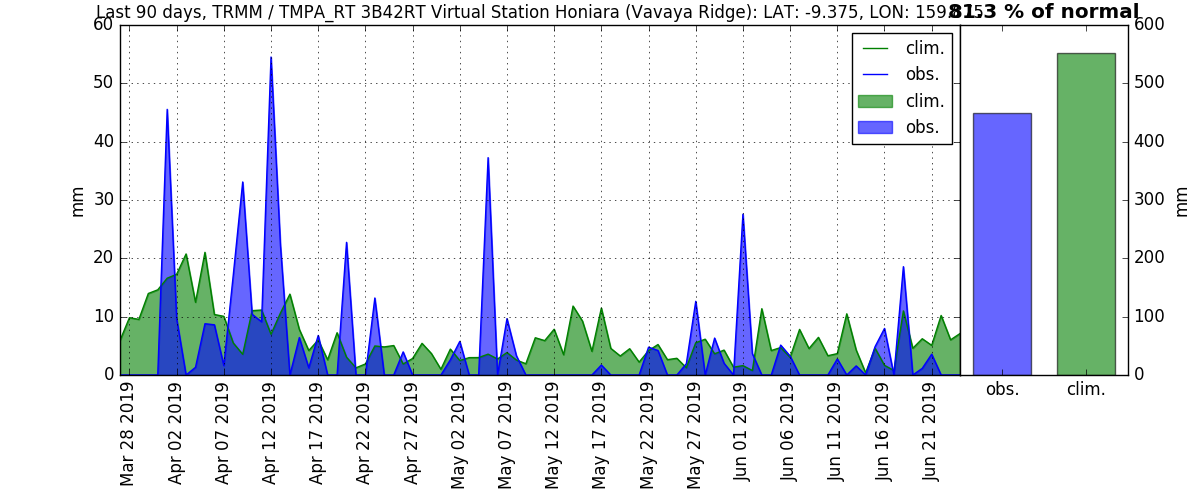 Last 90 days, TRMM / TMPA_RT 3B42RT Virtual Station Honiara (Vavaya Ridge): LAT: -9.375, LON:
81.3 % of normal
60
50
40
30
20
10
0
mm
clim.
obs.
clim.
obs.
600
500
400
300
200
100
0
mm
obs.
clim.
Mar 28 2019
Apr 02 2019
Apr 07 2019
Apr 12 2019
Apr 17 2019
Apr 22 2019
Apr 27 2019
May 02 2019
May 07 2019
May 12 2019
May 17 2019
May 22 2019
May 27 2019
Jun 01 2019
Jun 06 2019
Jun 11 2019
Jun 16 2019
Jun 21 2019